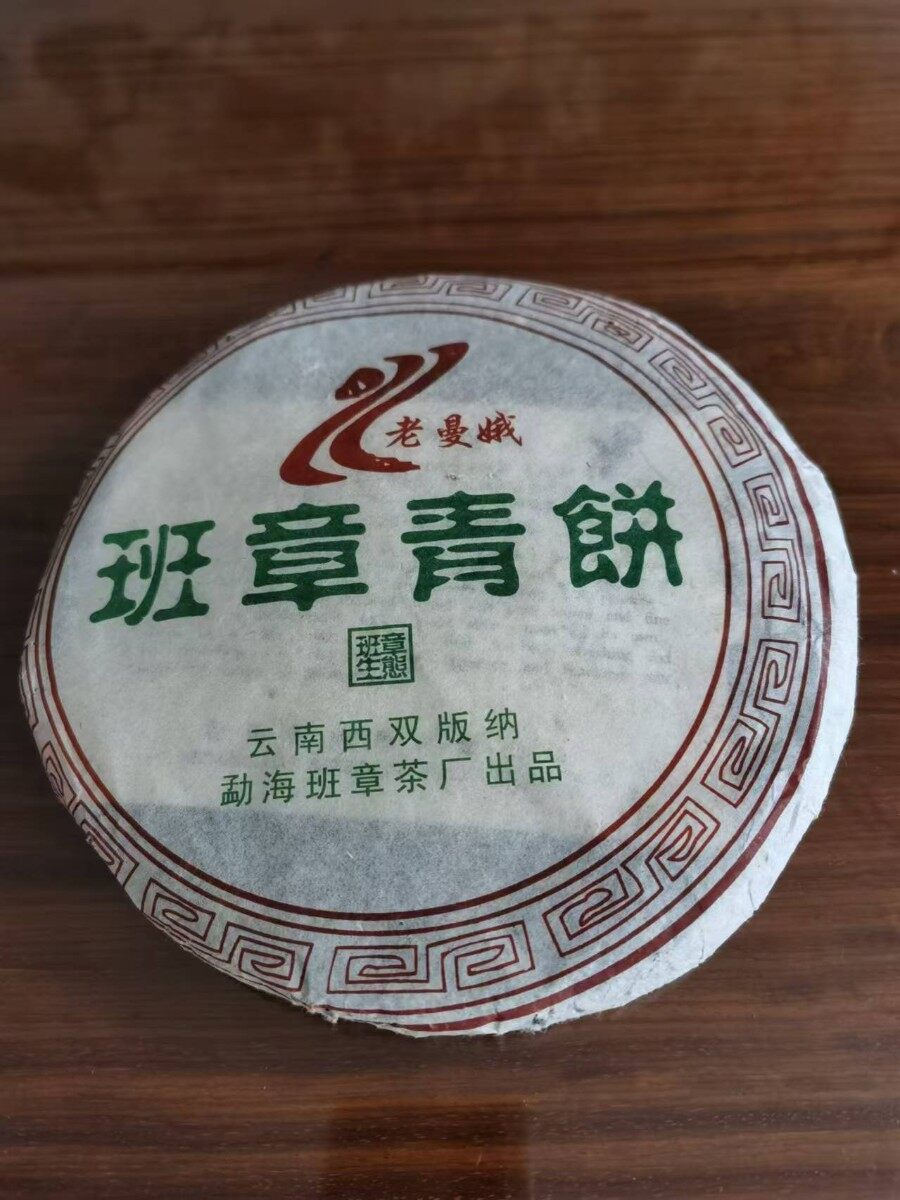 老曼娥
班章青餅
班章
生態
云南西双版纳
勐海班章茶厂出品